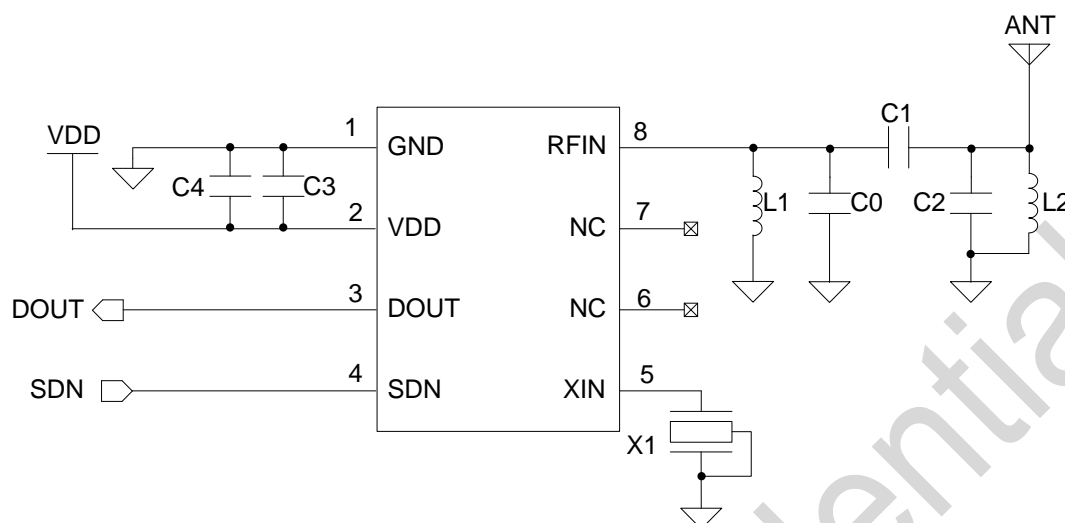 ANT
VDD
1
GND
RFIN
8
C1
C4
C3
L1
C0
C2
L2
2
VDD
NC
7
DOUT
3
DOUT
NC
6
SDN
4
SDN
XIN
5
X1
dential